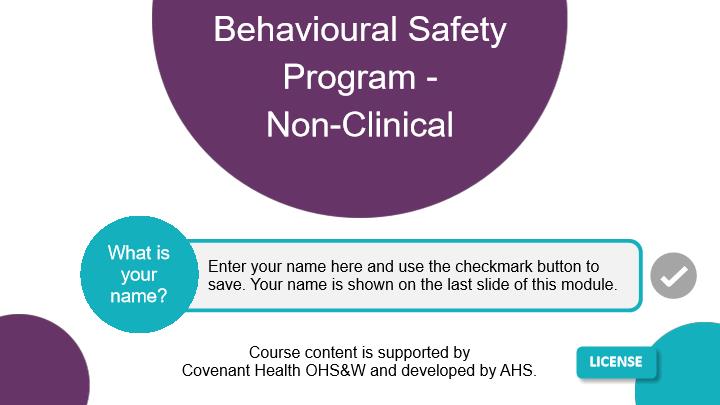 Behavioural Safety
Program -
Non-Clinical
What is
your
name?
Enter your name here and use the checkmark button to
save. Your name is shown on the last slide of this module.
Course content is supported by
Covenant Health OHS&W and developed by AHS.
LICENSE